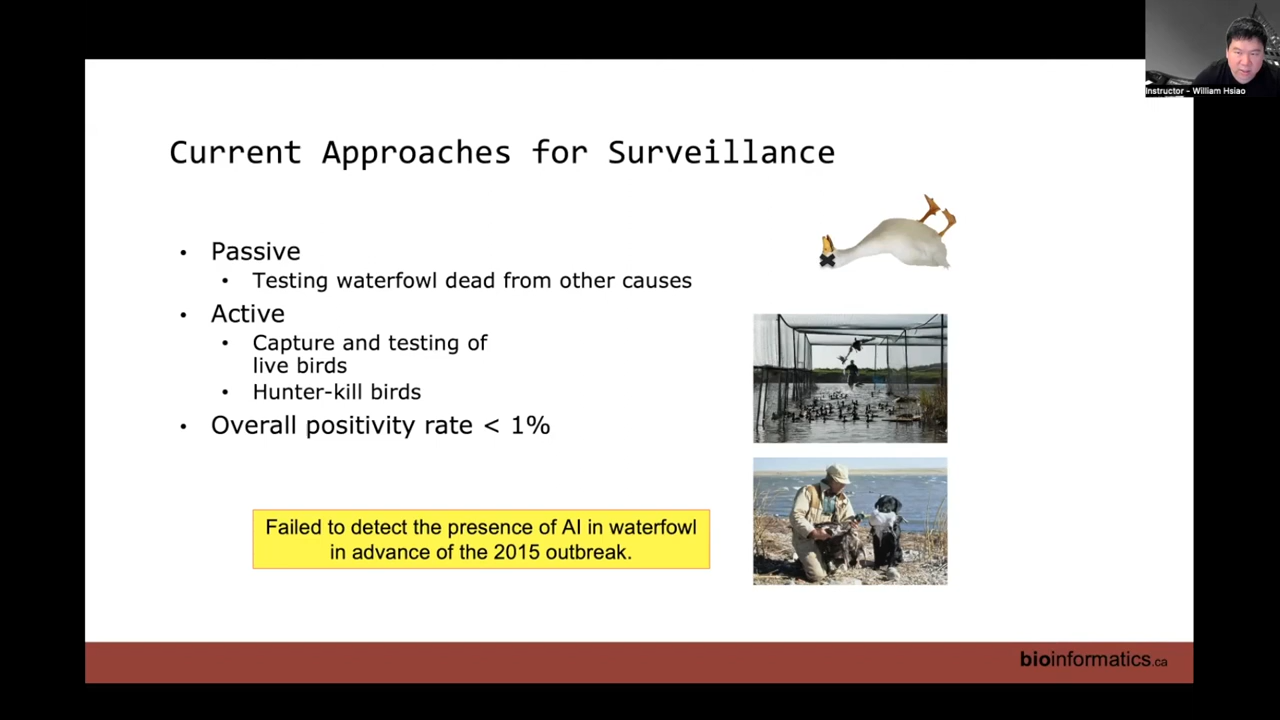 Instructor - William Hsiao
Current Approaches for Surveillance
• Passive
• Testing waterfowl dead from other causes
• Active
• Capture and testing of
live birds
• Hunter-kill birds
• Overall positivity rate < 1%
Failed to detect the presence of AI in waterfowl
in advance of the 2015 outbreak.
bioinformatics.ca